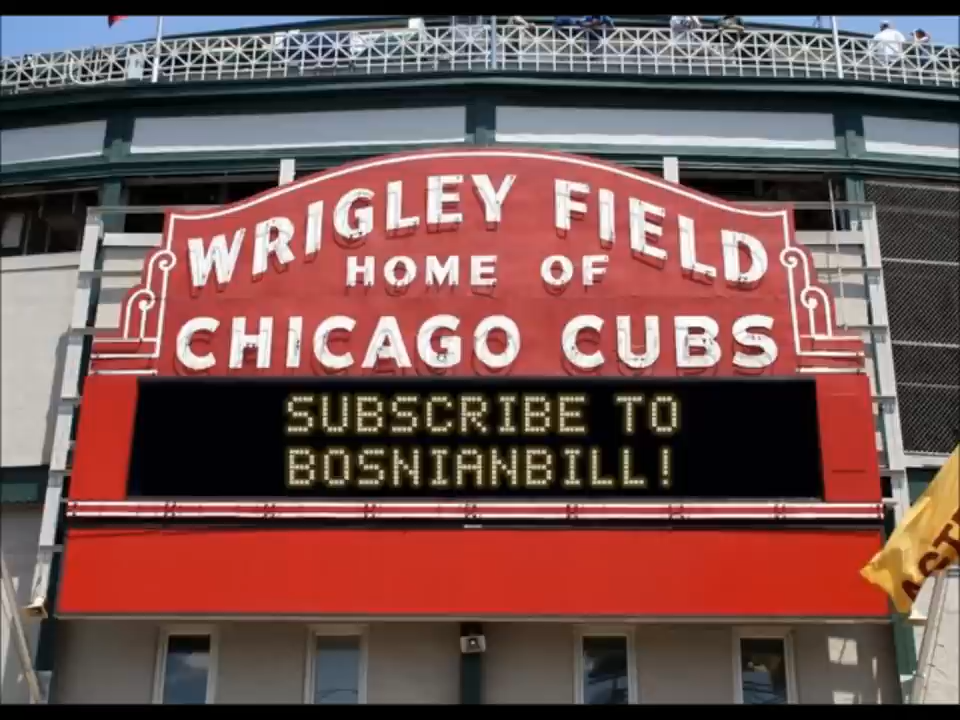 WRIGLEY FIELD
HOME OF
CHICAGO CUBS
SUBSCRIBE TO
BOSNIANBILL!